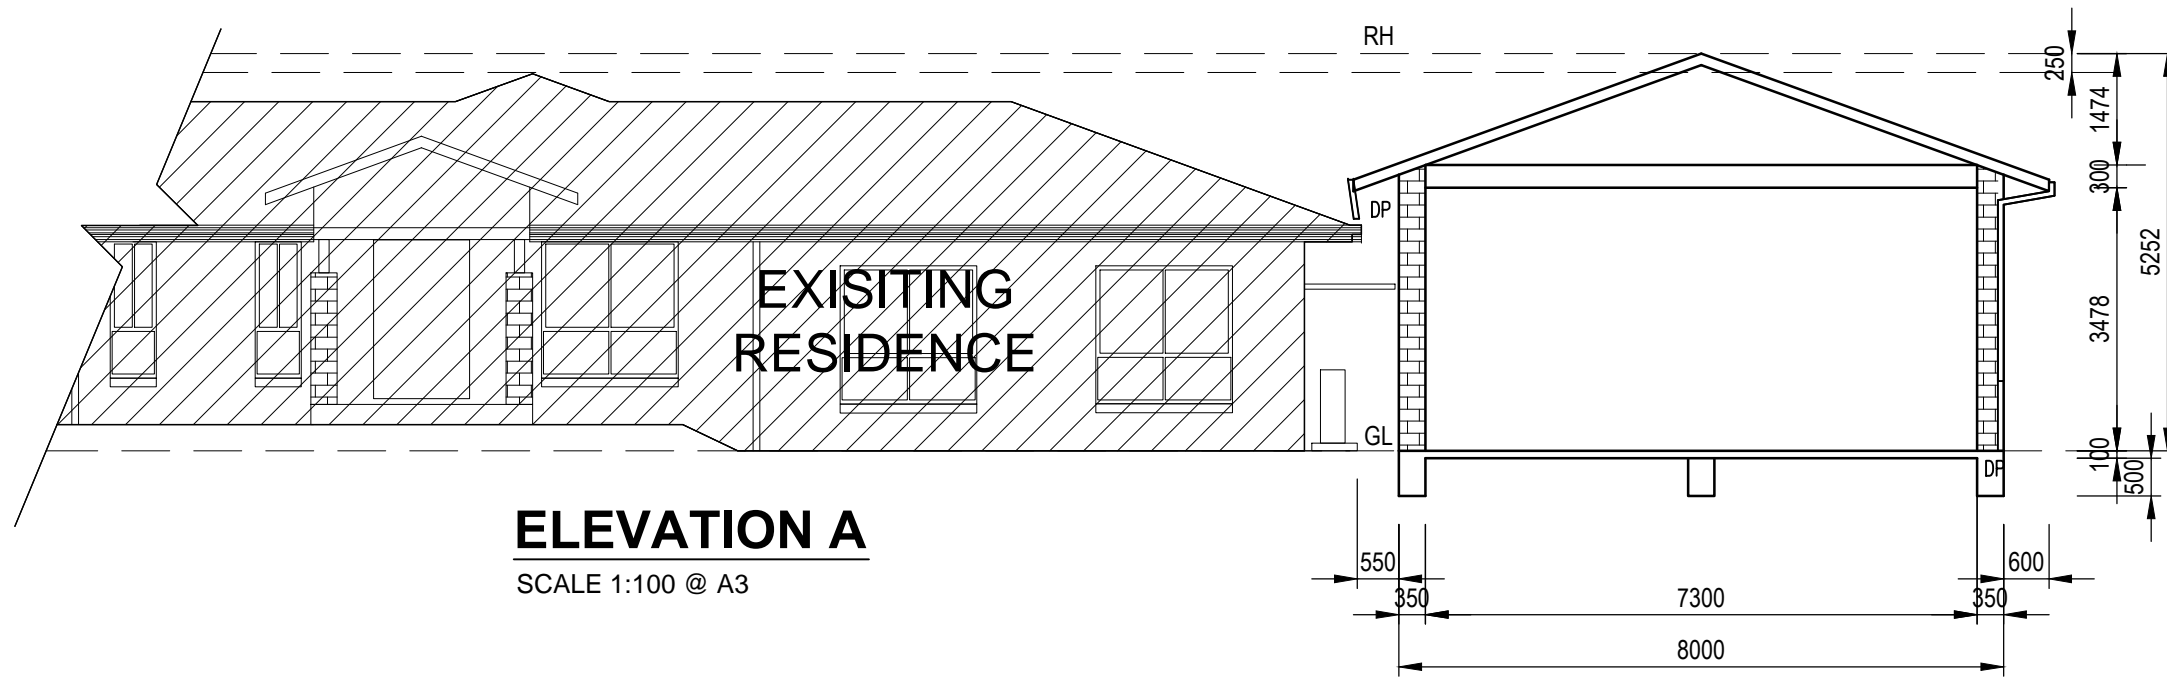 RH
250
1474
300
DP
5252
EXISITING
3478
RESIDENCE
GL
100
DP
500
ELEVATION A
550
600
SCALE 1:100 @ A3
350
7300
350
8000